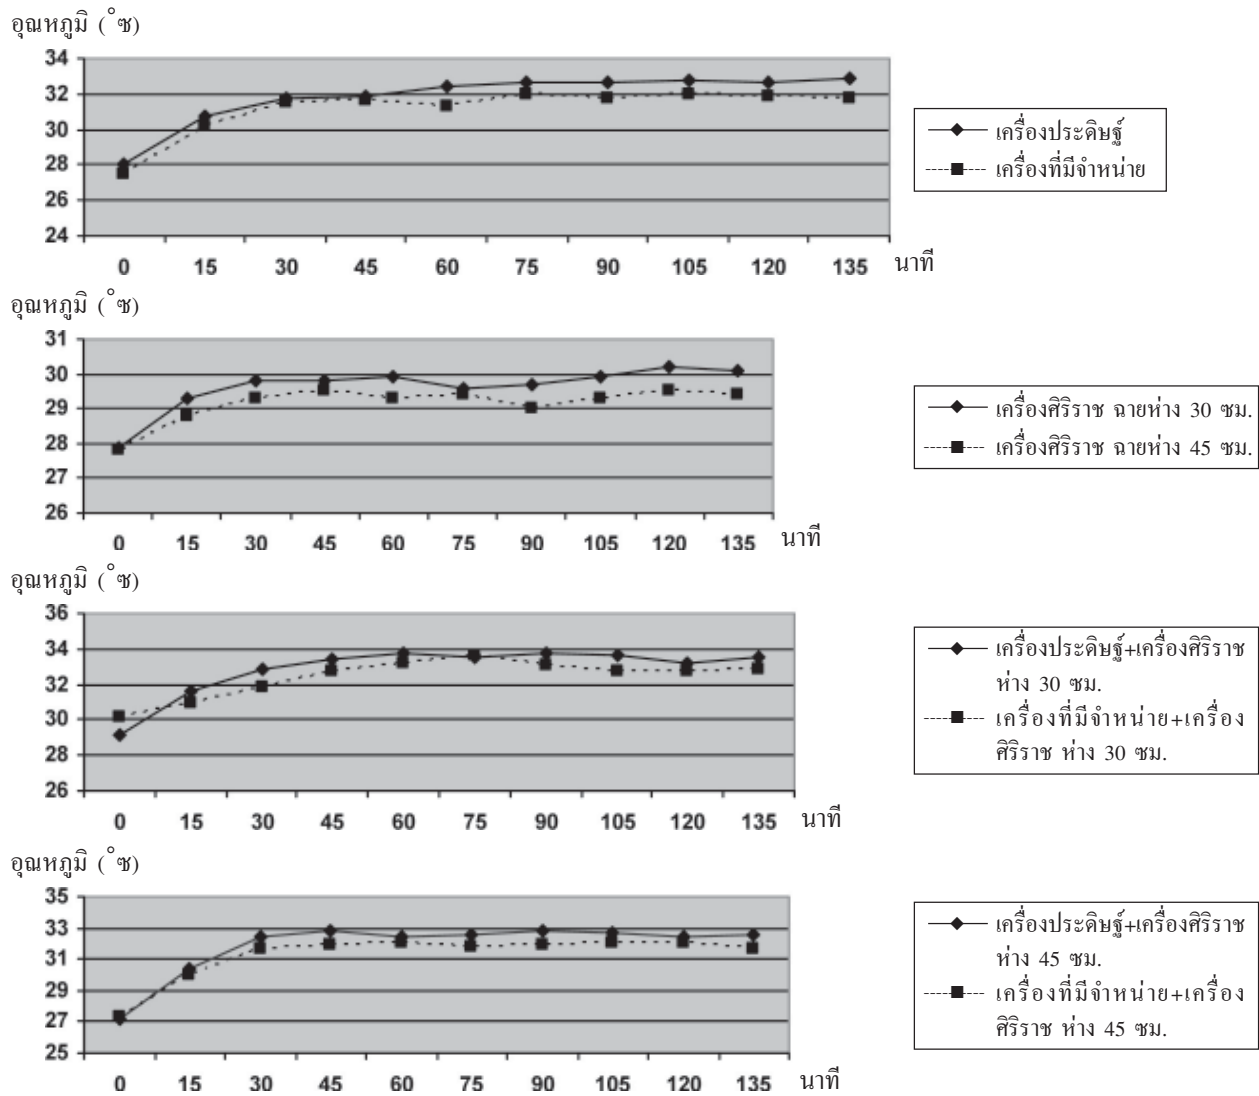 อุณหภูมิ (°ซ)
34
32
30
28
26
24
0 15 30 45 60 75 90 105 120 135 นาที
เครื่องประดิษฐ์
เครื่องที่มีจำหน่าย
อุณหภูมิ (°ซ)
31
30
29
28
27
26
0 15 30 45 60 75 90 105 120 135 นาที
เครื่องศิริราช ฉายห่าง 30 ซม.
เครื่องศิริราช ฉายห่าง 45 ซม.
อุณหภูมิ (°ซ)
36
34
32
30
28
26
0 15 30 45 60 75 90 105 120 135 นาที
เครื่องประดิษฐ์+เครื่องศิริราช
ห่าง 30 ซม.
เครื่องที่มีจำหน่าย+เครื่อง
ศิริราช ห่าง 30 ซม.
อุณหภูมิ (°ซ)
35
33
31
29
27
25
0 15 30 45 60 75 90 105 120 135 นาที
เครื่องประดิษฐ์+เครื่องศิริราช
ห่าง 45 ซม.
เครื่องที่มีจำหน่าย+เครื่อง
ศิริราช ห่าง 45 ซม.